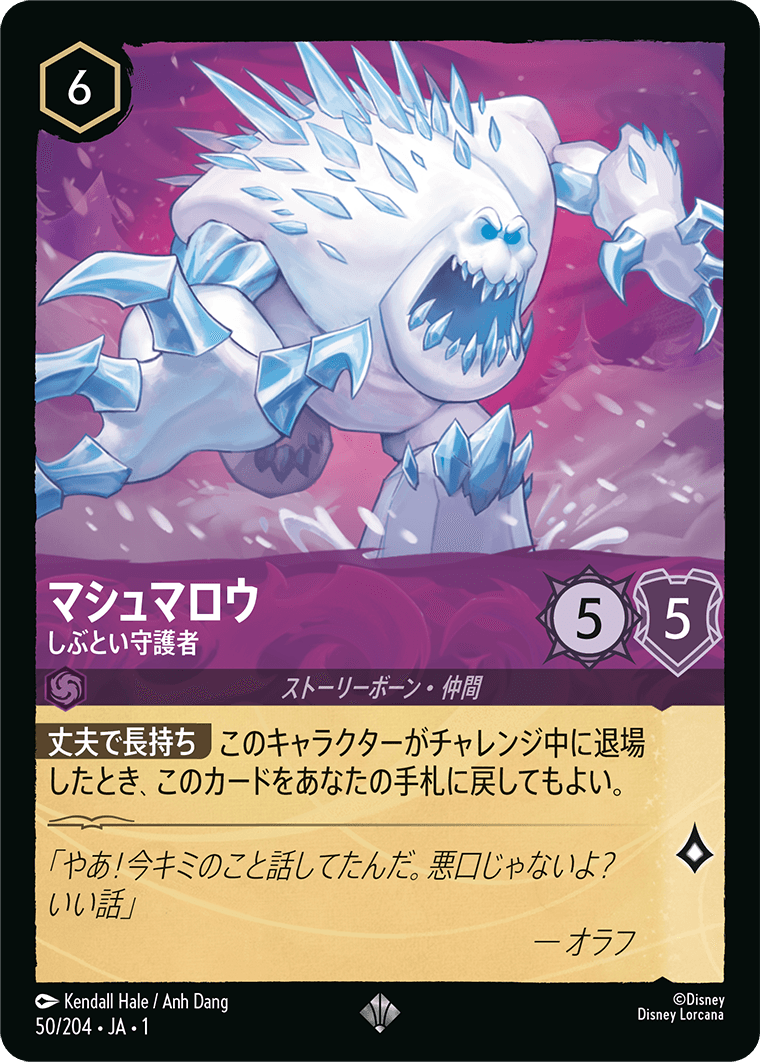 6
マシュマロウ
しぶとい守護者
5
5
ストーリーボーン・仲間
丈夫で長持ち このキャラクターがチャレンジ中に退場
したとき、このカードをあなたの手札に戻してもよい。
「やあ!今キミのこと話してたんだ。悪口じゃないよ?
いい話」
— オラフ
Kendall Hale / Anh Dang
50/204・JA・1
©Disney
Disney Lorcana